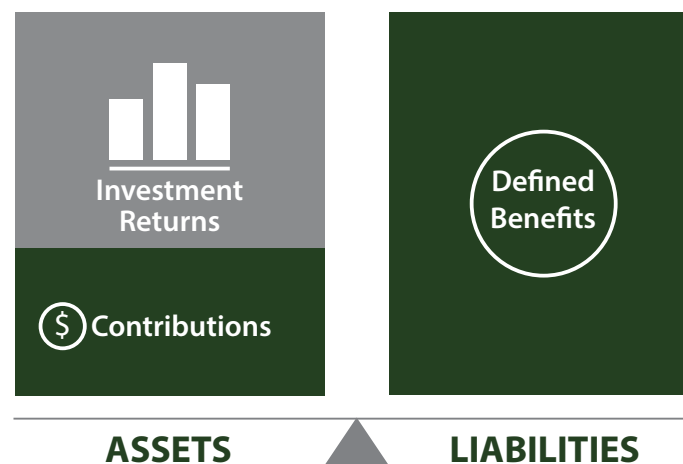 Investment
Returns
$ Contributions
Defined
Benefits
ASSETS
LIABILITIES